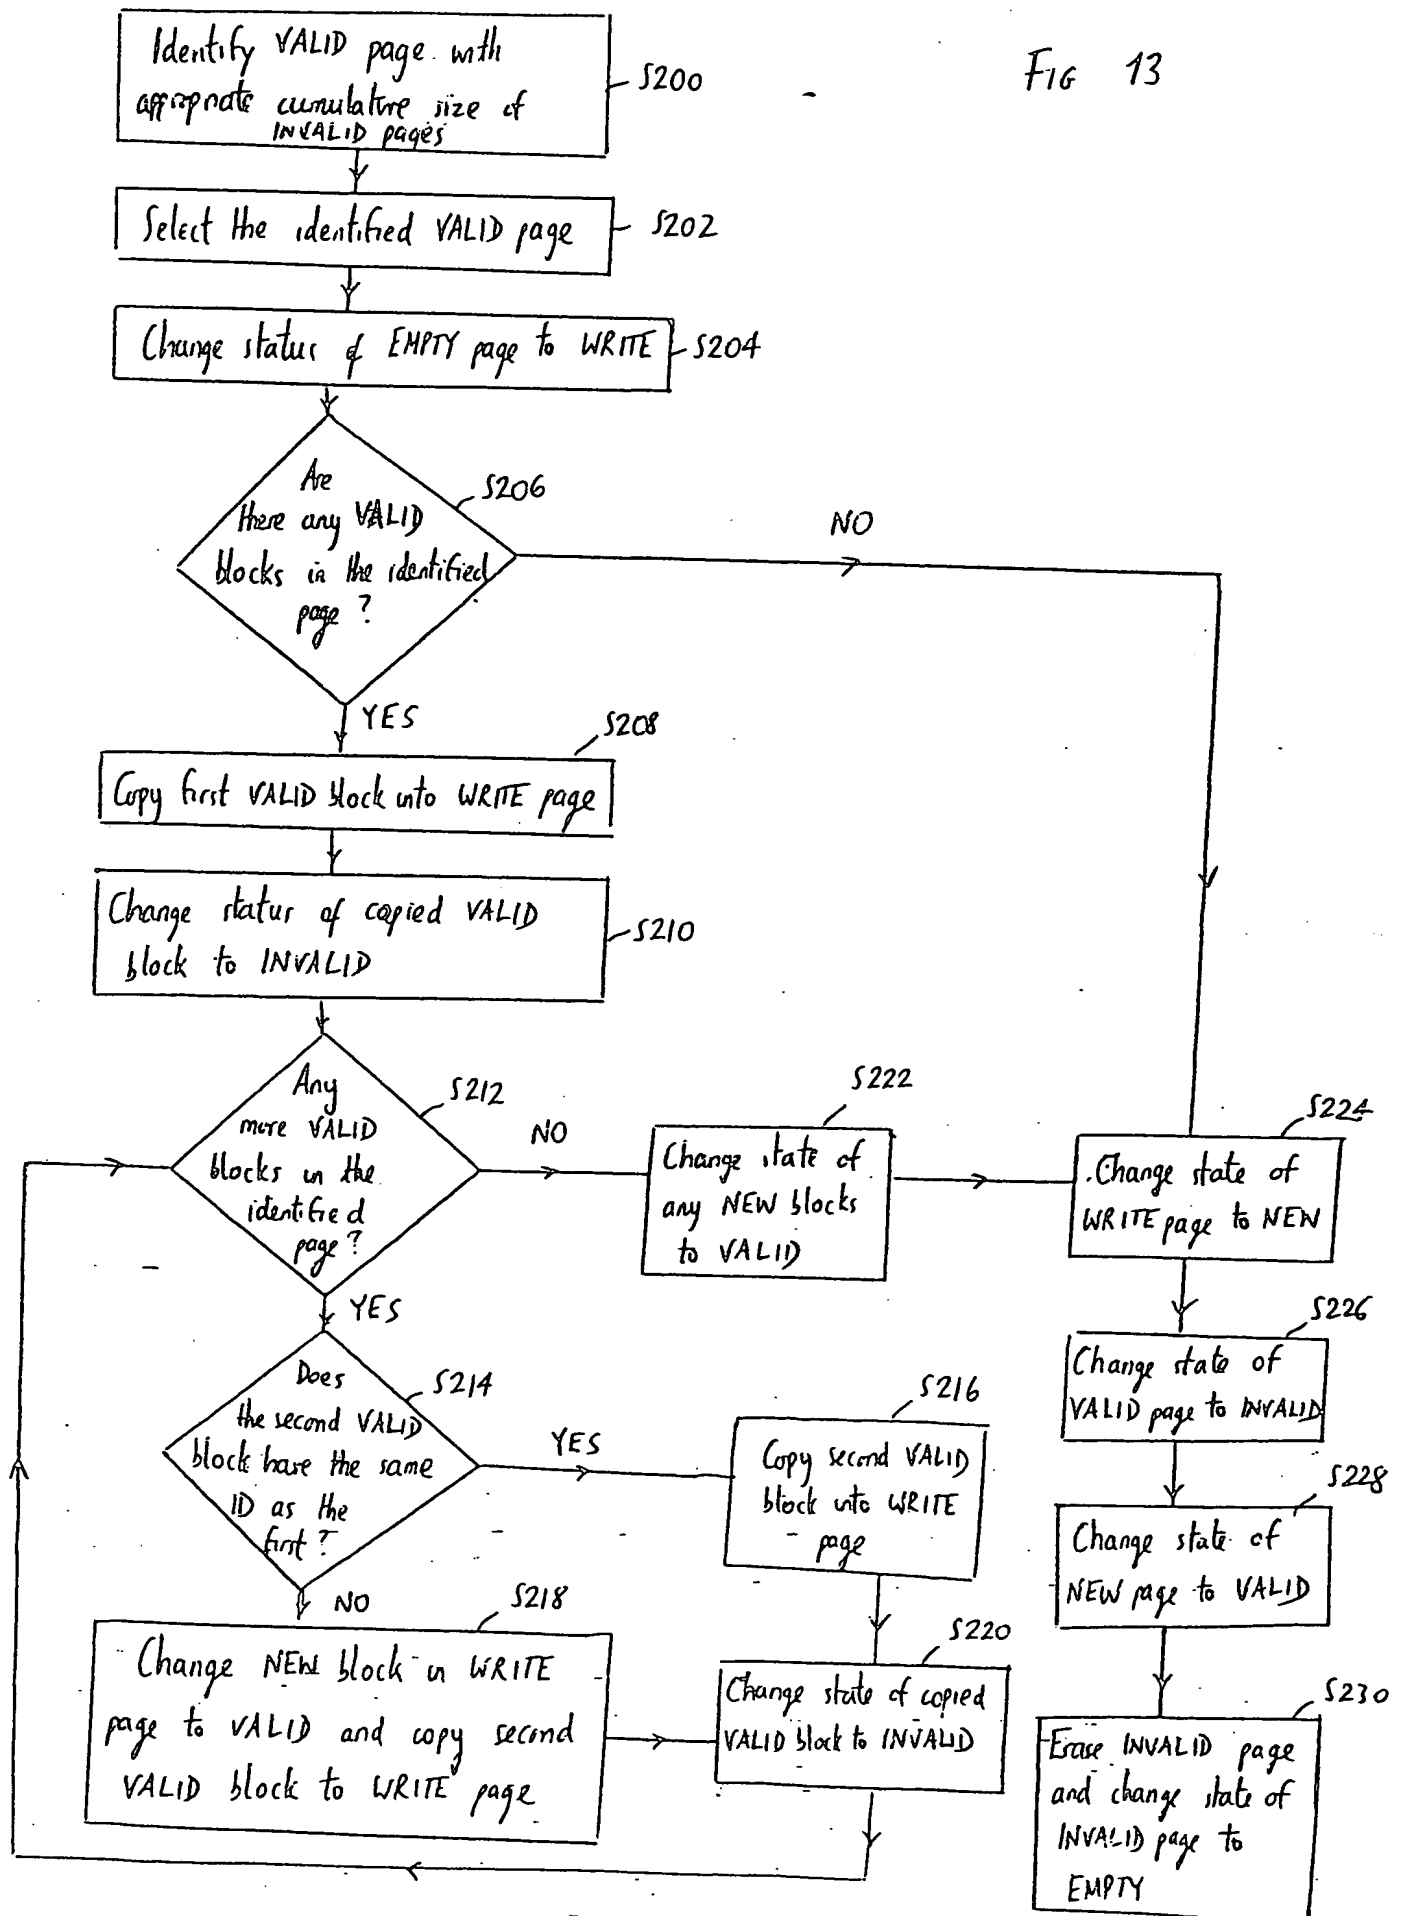 FIG 13
Identify VALID page with
appropriate cumulative size of
INVALID pages
S200
Select the identified VALID page
S202
Change status of EMPTY page to WRITE
S204
Are
there any VALID
blocks in the identified
page ?
S206
NO
YES
S208
Copy first VALID block into WRITE page
Change status of copied VALID
block to INVALID
S210
Any
more VALID
blocks in the
identified
page ?
S212
NO
S222
Change state of
any NEW blocks
to VALID
S224
Change state of
WRITE page to NEW
YES
S226
Change state of
VALID page to INVALID
Does
the second VALID
block have the same
ID as the
first ?
S214
YES
S216
Copy second VALID
block into WRITE
page
S228
Change state of
NEW page to VALID
NO
S218
Change NEW block in WRITE
page to VALID and copy second
VALID block to WRITE page
S220
Change state of copied
VALID block to INVALID
S230
Erase INVALID page
and change state of
INVALID page to
EMPTY